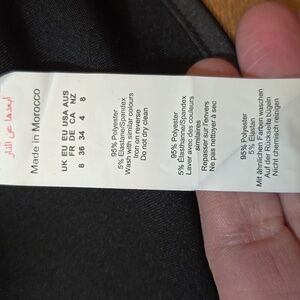 ابعدها عن النار
Made in Morocco
UK EU EU USA AUS
FR DE CA NZ
8 36 34 4 8
95% Polyester
5% Elastane/Spandex
Wash with similar colours
Iron on reverse
Do not dry clean
95% Polyester
5% Elasthanne/Spandex
Laver avec des couleurs
similaires
Repasser sur l'envers
Ne pas nettoyer à sec
95% Polyester
5% Elastan
Mit ähnlichen Farben waschen
Auf der Rückseite bügeln
Nicht chemisch reinigen